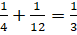 1/4 + 1/12 = 1/3